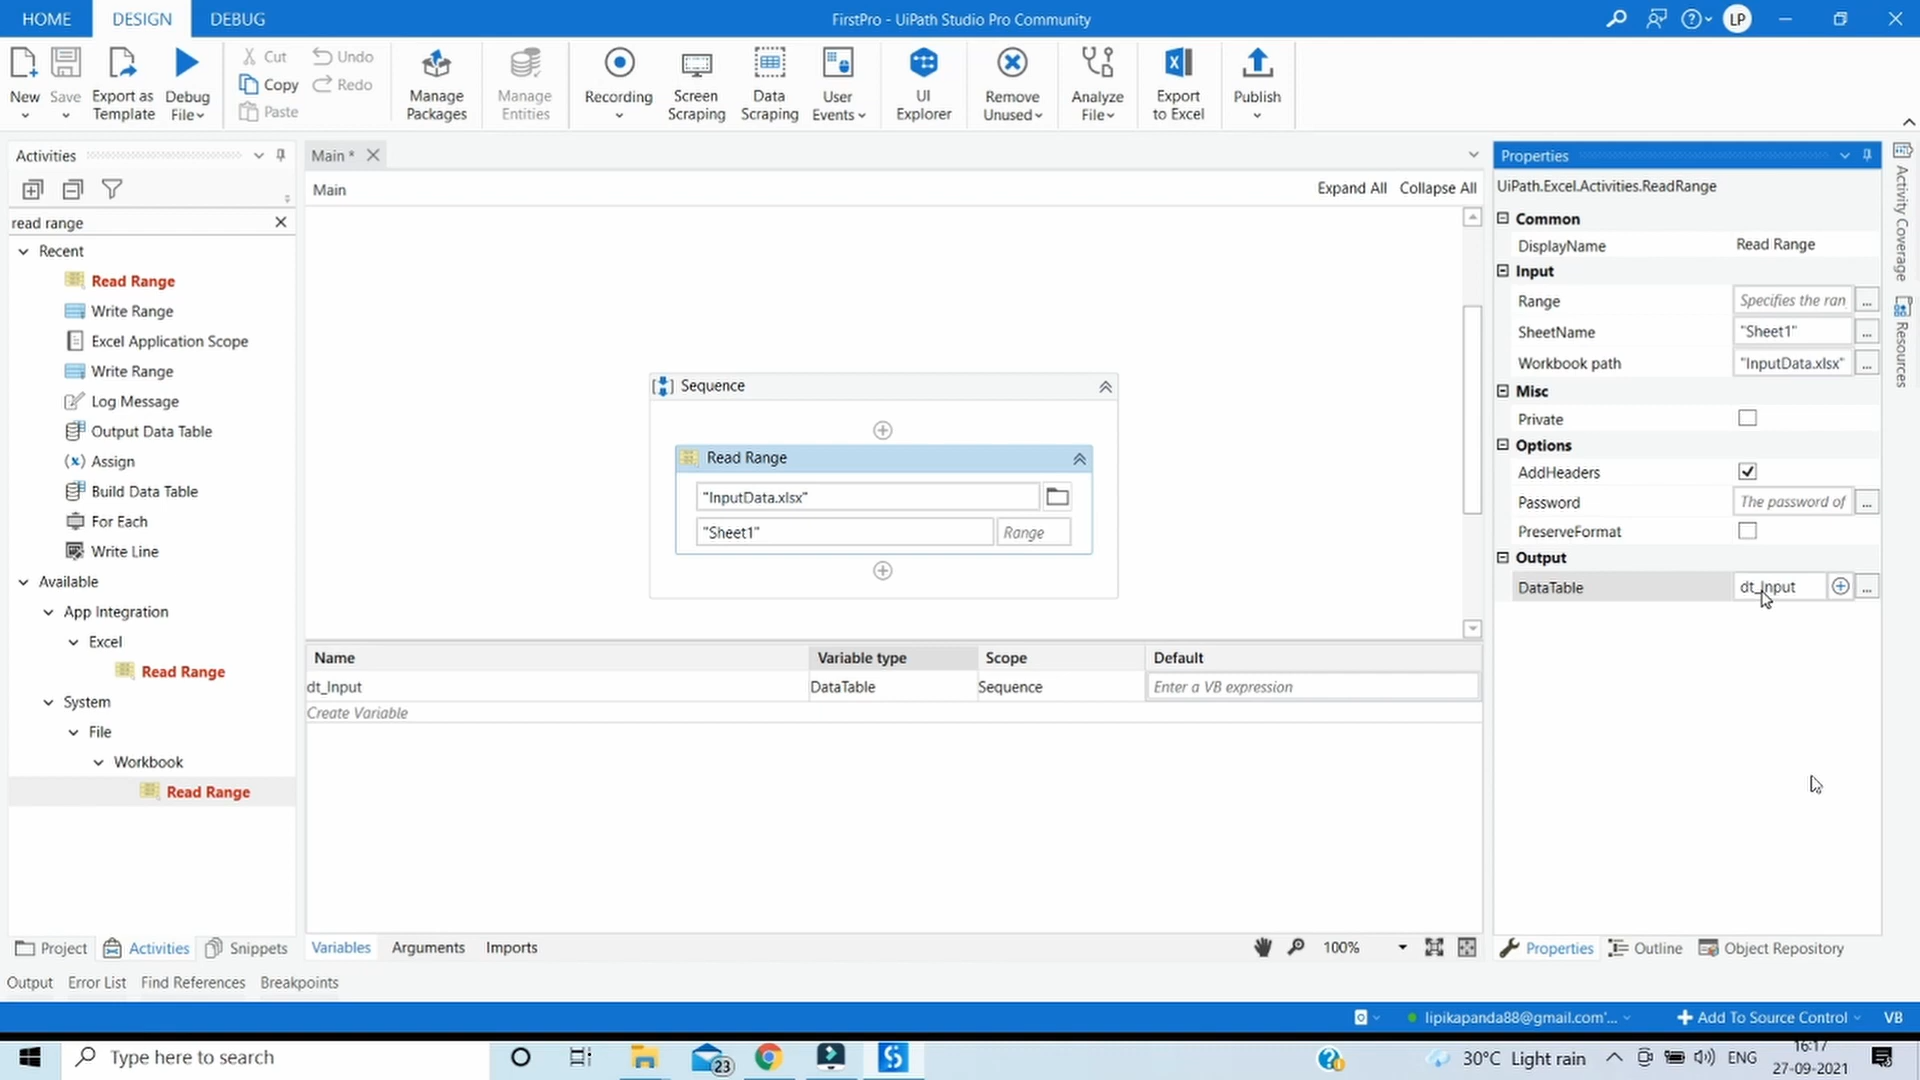 HOME DESIGN DEBUG
FirstPro - UiPath Studio Pro Community
LP
New
Save
Export as Template
Debug File
Cut
Copy
Paste
Undo
Redo
Manage Packages
Manage Entities
Recording
Screen Scraping
Data Scraping
User Events
UI Explorer
Remove Unused
Analyze File
Export to Excel
Publish
Activities
read range
Recent
Read Range
Write Range
Excel Application Scope
Write Range
Log Message
Output Data Table
Assign
Build Data Table
For Each
Write Line
Available
App Integration
Excel
Read Range
System
File
Workbook
Read Range
Project Activities Snippets
Main *
Main
Expand All Collapse All
Sequence
Read Range
"InputData.xlsx"
"Sheet1" Range
Name Variable type Scope Default
dt_Input DataTable Sequence Enter a VB expression
Create Variable
Variables Arguments Imports
100%
Properties
UiPath.Excel.Activities.ReadRange
Common
DisplayName Read Range
Input
Range Specifies the ran ...
SheetName "Sheet1" ...
Workbook path "InputData.xlsx" ...
Misc
Private
Options
AddHeaders
Password The password of ...
PreserveFormat
Output
DataTable dt_Input ...
Properties Outline Object Repository
Activity Coverage
Resources
Output Error List Find References Breakpoints
lipikapanda88@gmail.com'... Add To Source Control VB
Type here to search
23
30°C Light rain
ENG
16:17
27-09-2021